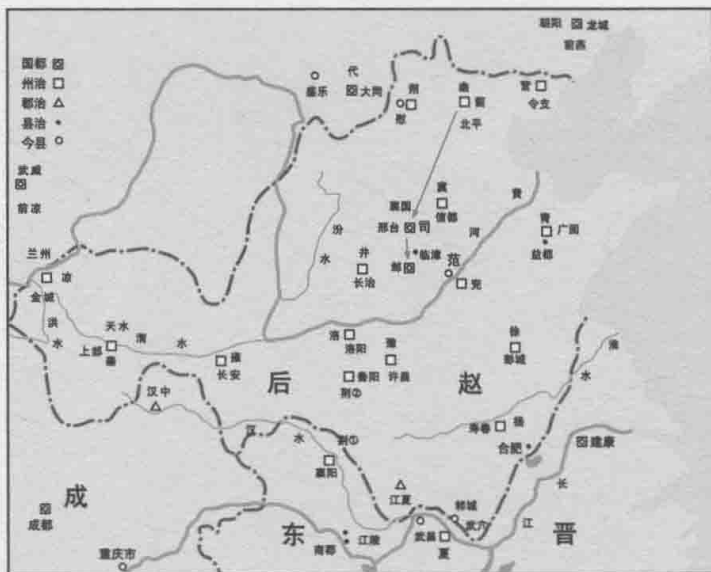 国都
州治
郡治
县治
今县
朝阳
龙城
前燕
代
盛乐
大同
朔
蓟
北平
营
令支
武威
前凉
兰州
凉
金城
洪水
天水
渭水
上邽
秦
雍
长安
汾水
襄国
邢台
司
冀
信都
黄河
邺
临漳
范
兖
青
广固
益都
并
长治
洛
洛阳
豫
许昌
荆②
鲁阳
徐
彭城
后赵
淮水
汉中
汉水
荆①
襄阳
寿春
扬
合肥
建康
长江
江夏
邾城
武昌
武穴
夏
南郡
江陵
成
成都
重庆市
东晋